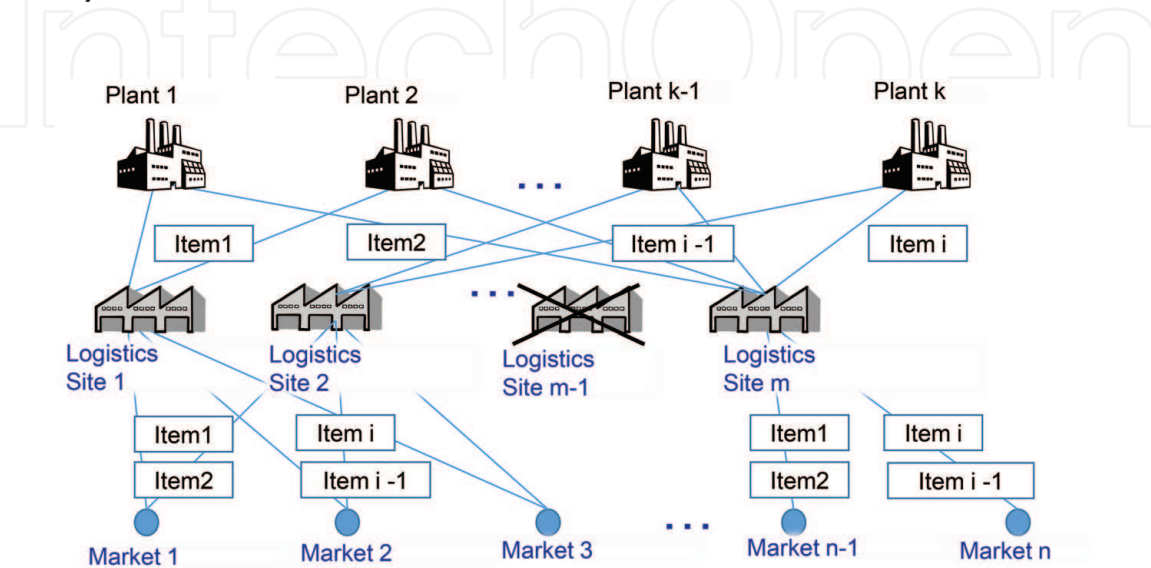 IntechOpen
Plant 1
Plant 2
Plant k-1
Plant k
...
Item1
Item2
Item i -1
Item i
...
Logistics
Site 1
Logistics
Site 2
Logistics
Site m-1
Logistics
Site m
Item1
Item i
Item1
Item i
Item2
Item i -1
Item2
Item i -1
...
Market 1
Market 2
Market 3
Market n-1
Market n